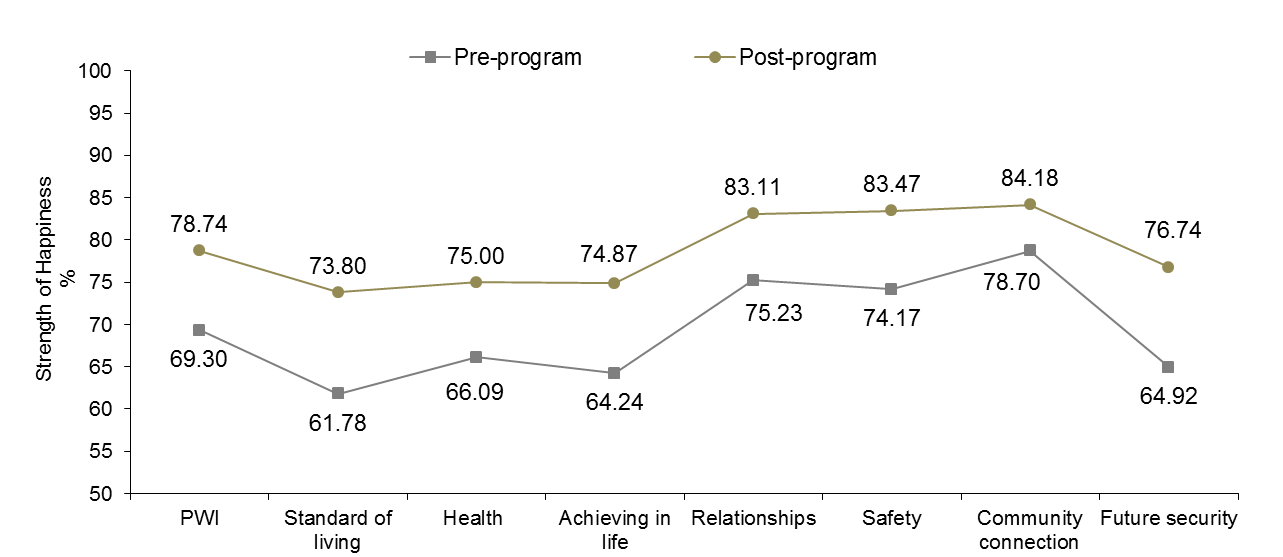 Pre-program
Post-program
Strength of Happiness
%
100
95
90
85
80
75
70
65
60
55
50
78.74
73.80
75.00
74.87
83.11
83.47
84.18
76.74
69.30
61.78
66.09
64.24
75.23
74.17
78.70
64.92
PWI
Standard of
living
Health
Achieving in
life
Relationships
Safety
Community
connection
Future security